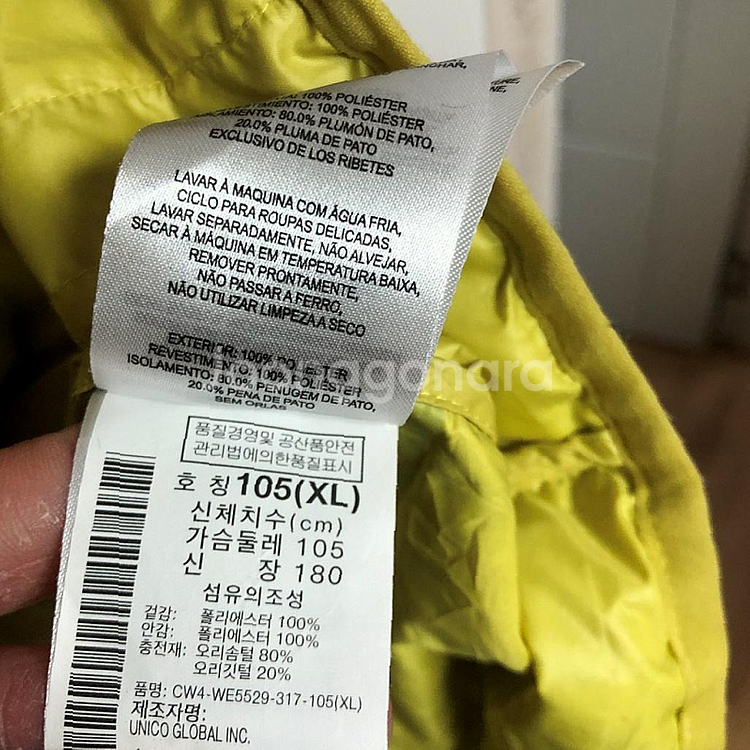 100% POLIÉSTER
100% POLIÉSTER
80.0% PLUMÓN DE PATO,
20.0% PLUMA DE PATO
EXCLUSIVO DE LOS RIBETES
LAVAR À MAQUINA COM ÁGUA FRIA,
CICLO PARA ROUPAS DELICADAS,
LAVAR SEPARADAMENTE, NÃO ALVEJAR,
SECAR À MÁQUINA EM TEMPERATURA BAIXA,
REMOVER PRONTAMENTE,
NÃO PASSAR A FERRO,
NÃO UTILIZAR LIMPEZA A SECO
EXTERIOR: 100% POLIÉSTER
REVESTIMENTO: 100% POLIÉSTER
ISOLAMENTO: 80.0% PENUGEM DE PATO,
20.0% PENA DE PATO
SEM ORLAS
품질경영및 공산품안전
관리법에의한품질표시
호 칭 105(XL)
신체치수(cm)
가슴둘레 105
신 장 180
섬유의조성
겉감: 폴리에스터 100%
안감: 폴리에스터 100%
충전재: 오리솜털 80%
오리깃털 20%
품명: CW4-WE5529-317-105(XL)
제조자명:
UNICO GLOBAL INC.